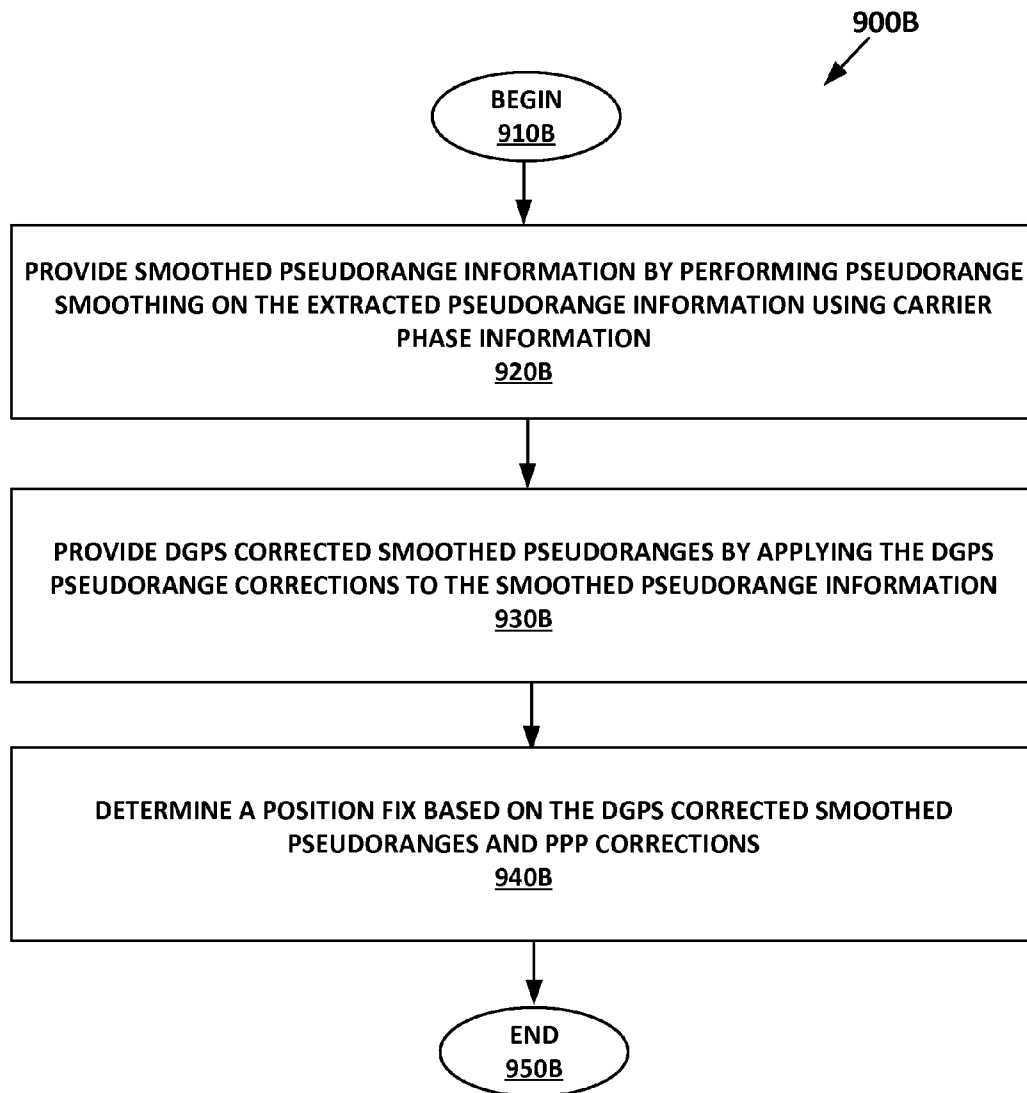 900B
BEGIN
910B
PROVIDE SMOOTHED PSEUDORANGE INFORMATION BY PERFORMING PSEUDORANGE
SMOOTHING ON THE EXTRACTED PSEUDORANGE INFORMATION USING CARRIER
PHASE INFORMATION
920B
PROVIDE DGPS CORRECTED SMOOTHED PSEUDORANGES BY APPLYING THE DGPS
PSEUDORANGE CORRECTIONS TO THE SMOOTHED PSEUDORANGE INFORMATION
930B
DETERMINE A POSITION FIX BASED ON THE DGPS CORRECTED SMOOTHED
PSEUDORANGES AND PPP CORRECTIONS
940B
END
950B